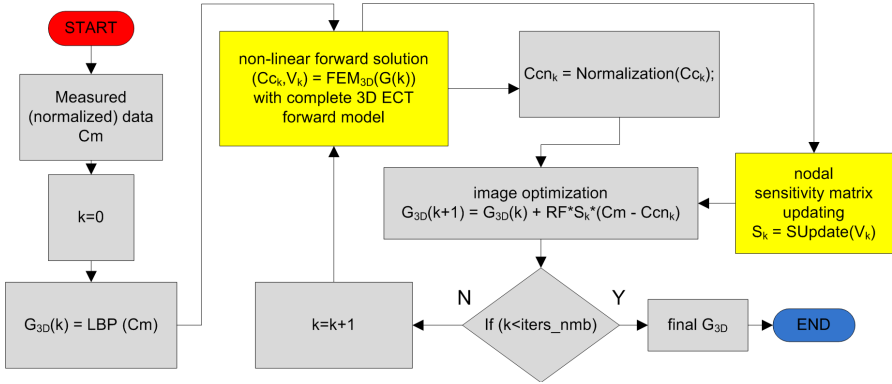 START
Measured
(normalized) data
Cm
k=0
G3D(k) = LBP (Cm)
non-linear forward solution
(Cck,Vk) = FEM3D(G(k))
with complete 3D ECT
forward model
Ccnk = Normalization(Cck);
nodal
sensitivity matrix
updating
Sk = SUpdate(Vk)
image optimization
G3D(k+1) = G3D(k) + RF*Sk*(Cm - Ccnk)
If (k<iters_nmb)
N
Y
k=k+1
final G3D
END